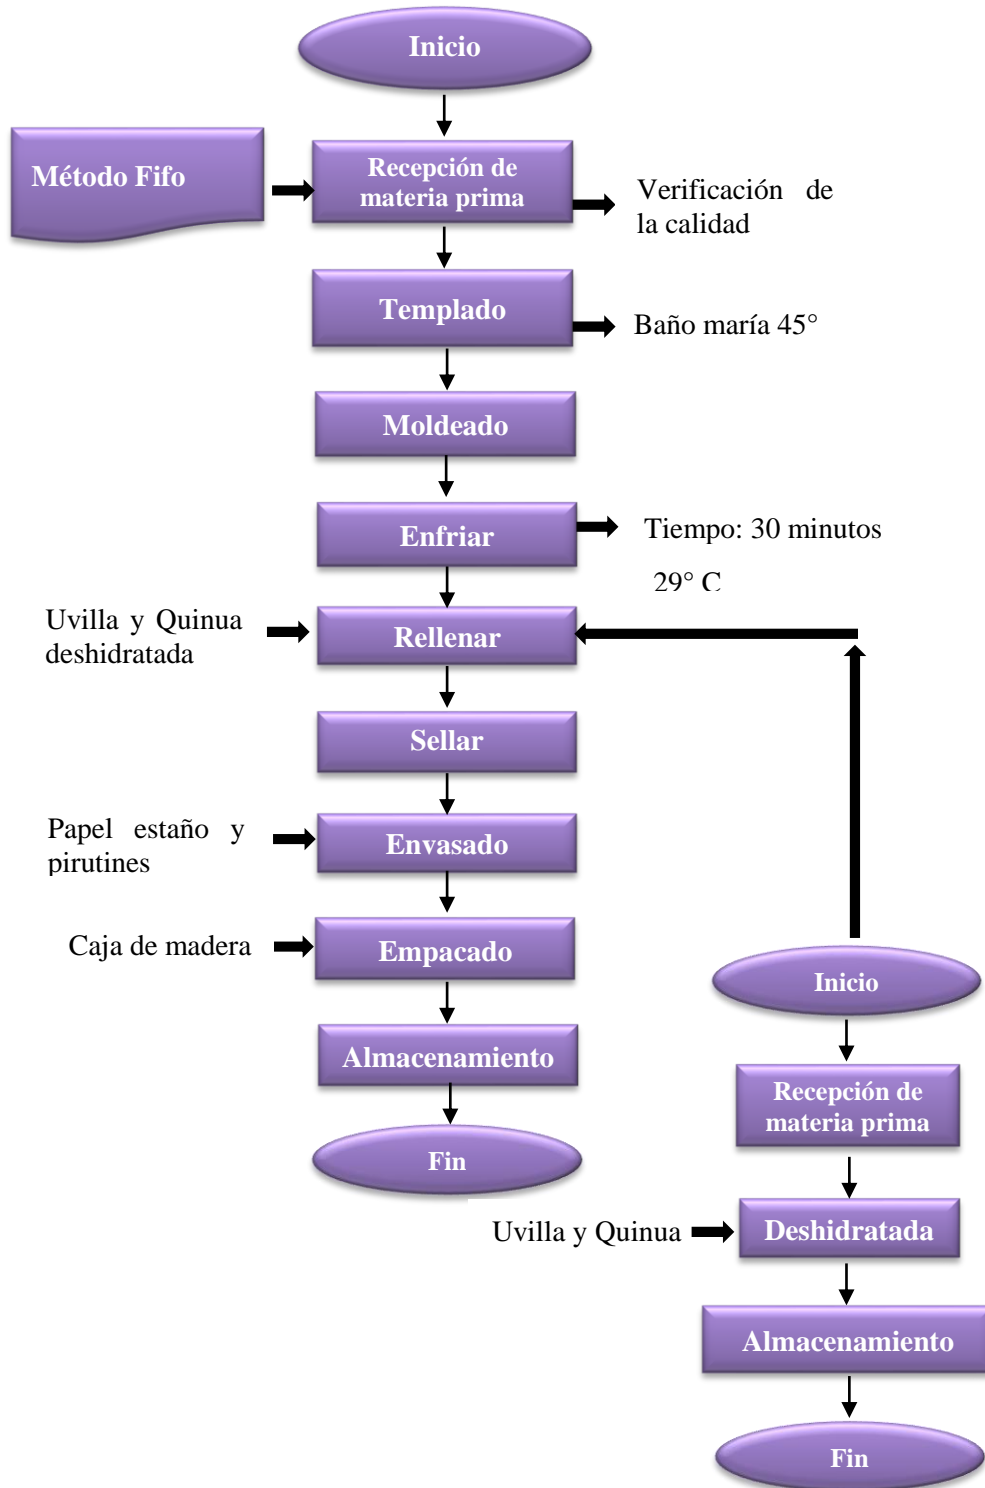 Inicio
Método Fifo
Recepción de
materia prima
Verificación de
la calidad
Templado
Baño maría 45°
Moldeado
Enfriar
Tiempo: 30 minutos
29° C
Uvilla y Quinua
deshidratada
Rellenar
Sellar
Papel estaño y
pirutines
Envasado
Caja de madera
Empacado
Almacenamiento
Fin
Inicio
Recepción de
materia prima
Uvilla y Quinua
Deshidratada
Almacenamiento
Fin